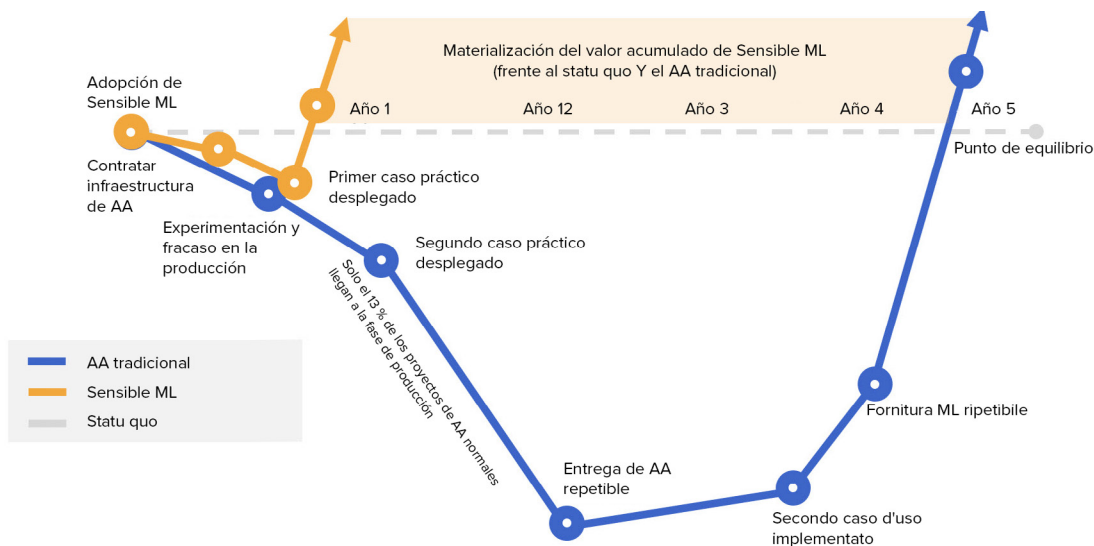 Materialización del valor acumulado de Sensible ML
(frente al statu quo Y el AA tradicional)
Adopción de
Sensible ML
Año 1
Año 12
Año 3
Año 4
Año 5
Punto de equilibrio
Contratar
infraestructura
de AA
Primer caso práctico
desplegado
Experimentación y
fracaso en la
producción
Segundo caso práctico
desplegado
Solo el 13 % de los proyectos de AA normales
llegan a la fase de producción
AA tradicional
Sensible ML
Statu quo
Fornitura ML ripetibile
Entrega de AA
repetible
Secondo caso d'uso
implementato